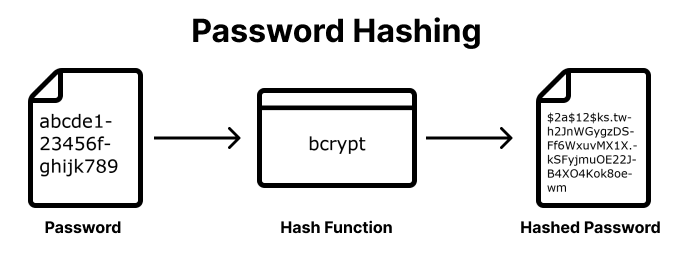 Password Hashing
abcde1-
23456f-
ghijk789
bcrypt
$2a$12$ks.tw-
h2JnWGygzDS-
Ff6WxuvMX1X.-
kSFyjmuOE22J-
B4XO4Kok8oe-
wm
Password
Hash Function
Hashed Password